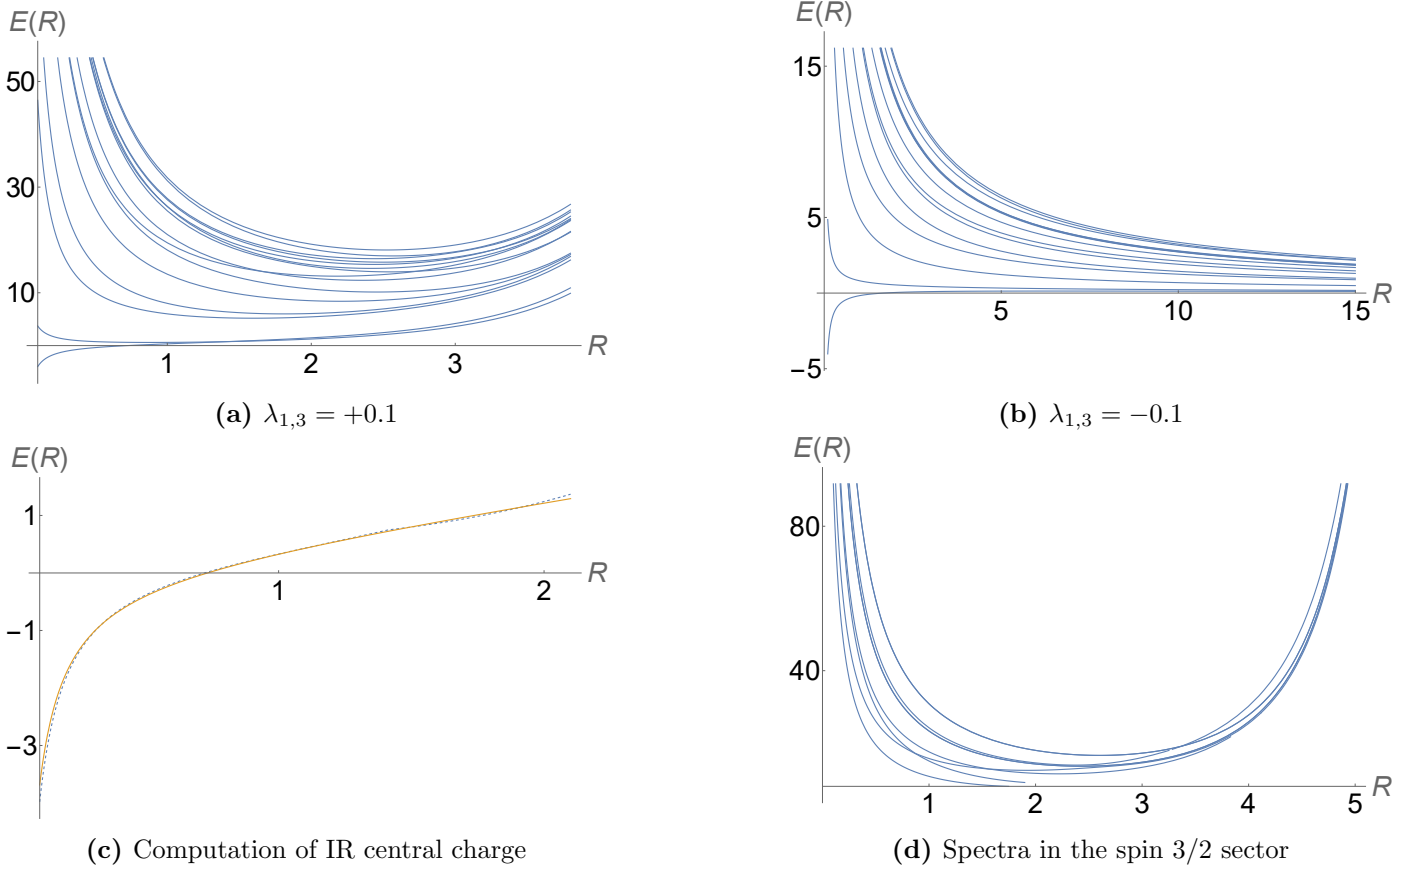 E(R)
50
30
10
1
2
3
R
(a) λ1,3 = +0.1
E(R)
15
5
−5
5
10
15
R
(b) λ1,3 = −0.1
E(R)
1
−1
−3
1
2
R
(c) Computation of IR central charge
E(R)
80
40
1
2
3
4
5
R
(d) Spectra in the spin 3/2 sector